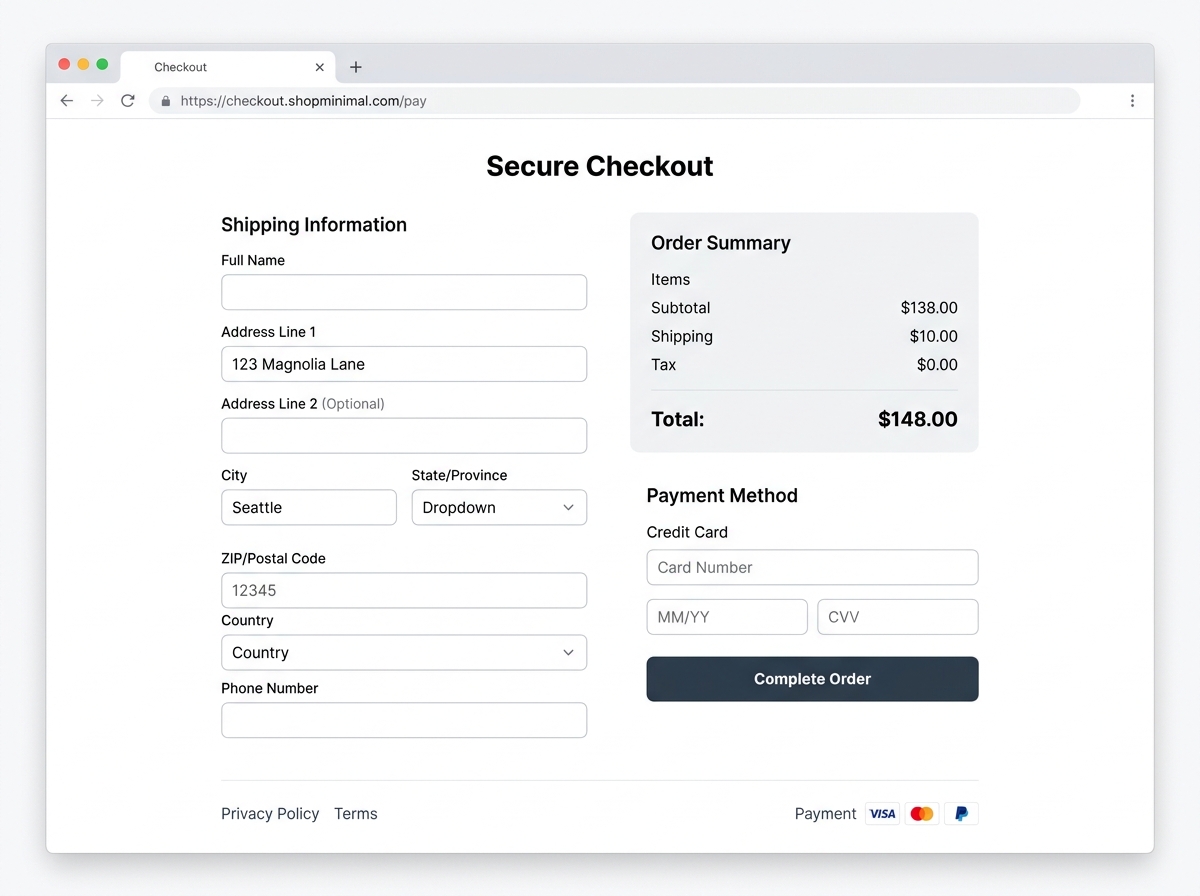 Checkout
https://checkout.shopminimal.com/pay
Secure Checkout
Shipping Information
Full Name
Address Line 1
123 Magnolia Lane
Address Line 2 (Optional)
City
State/Province
Seattle
Dropdown
ZIP/Postal Code
12345
Country
Country
Phone Number
Order Summary
Items
Subtotal $138.00
Shipping $10.00
Tax $0.00
Total: $148.00
Payment Method
Credit Card
Card Number
MM/YY
CVV
Complete Order
Privacy Policy Terms
Payment VISA